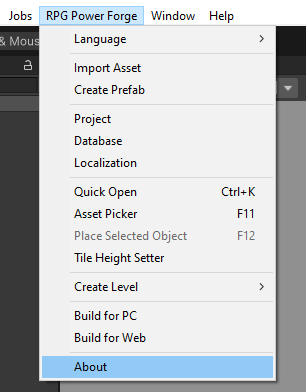 Jobs RPG Power Forge Window Help
& Mous
Language
Import Asset
Create Prefab
Project
Database
Localization
Quick Open Ctrl+K
Asset Picker F11
Place Selected Object F12
Tile Height Setter
Create Level
Build for PC
Build for Web
About